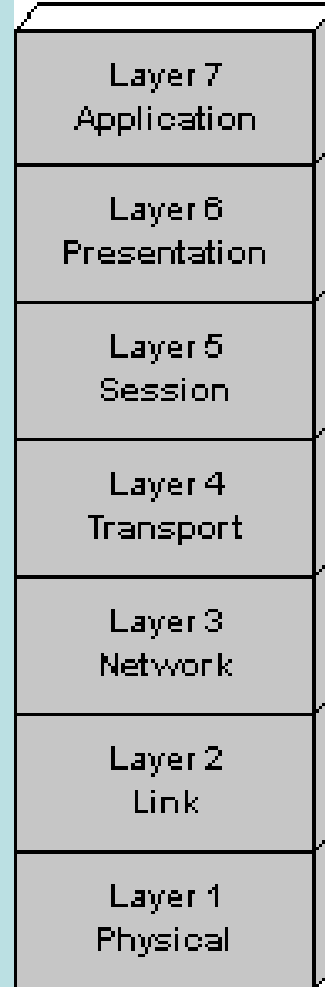 Layer 7
Application
Layer 6
Presentation
Layer 5
Session
Layer 4
Transport
Layer 3
Network
Layer 2
Link
Layer 1
Physical